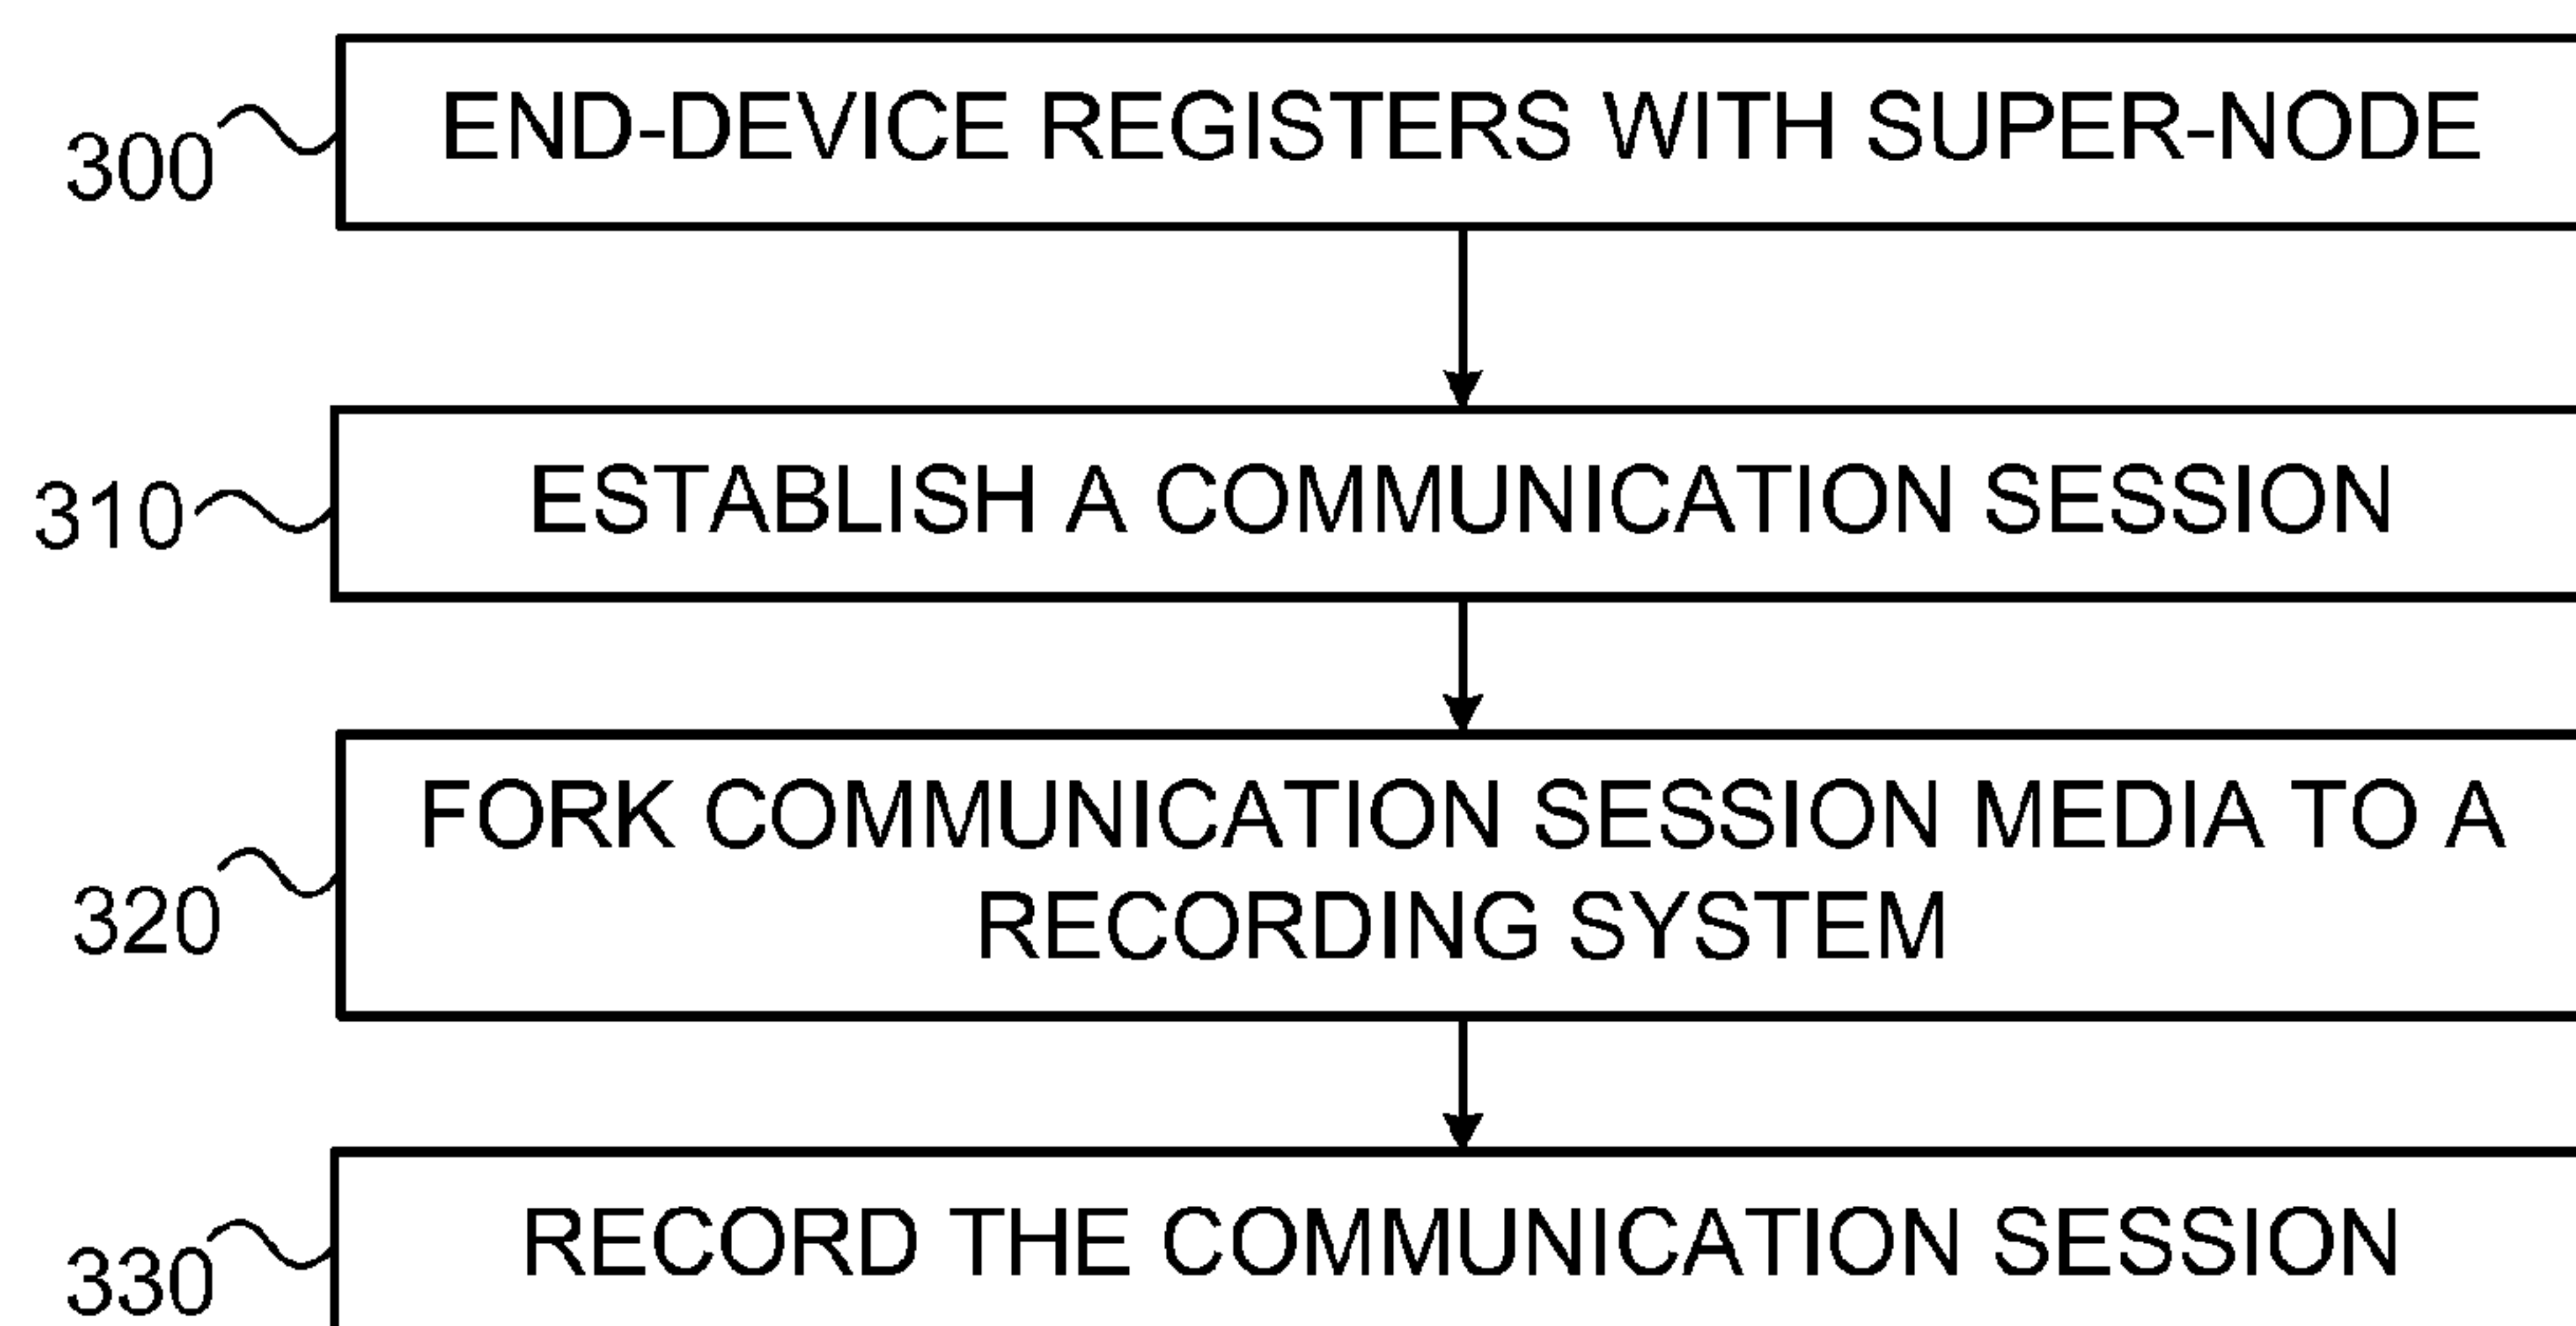 300 END-DEVICE REGISTERS WITH SUPER-NODE
310 ESTABLISH A COMMUNICATION SESSION
320 FORK COMMUNICATION SESSION MEDIA TO A
RECORDING SYSTEM
330 RECORD THE COMMUNICATION SESSION